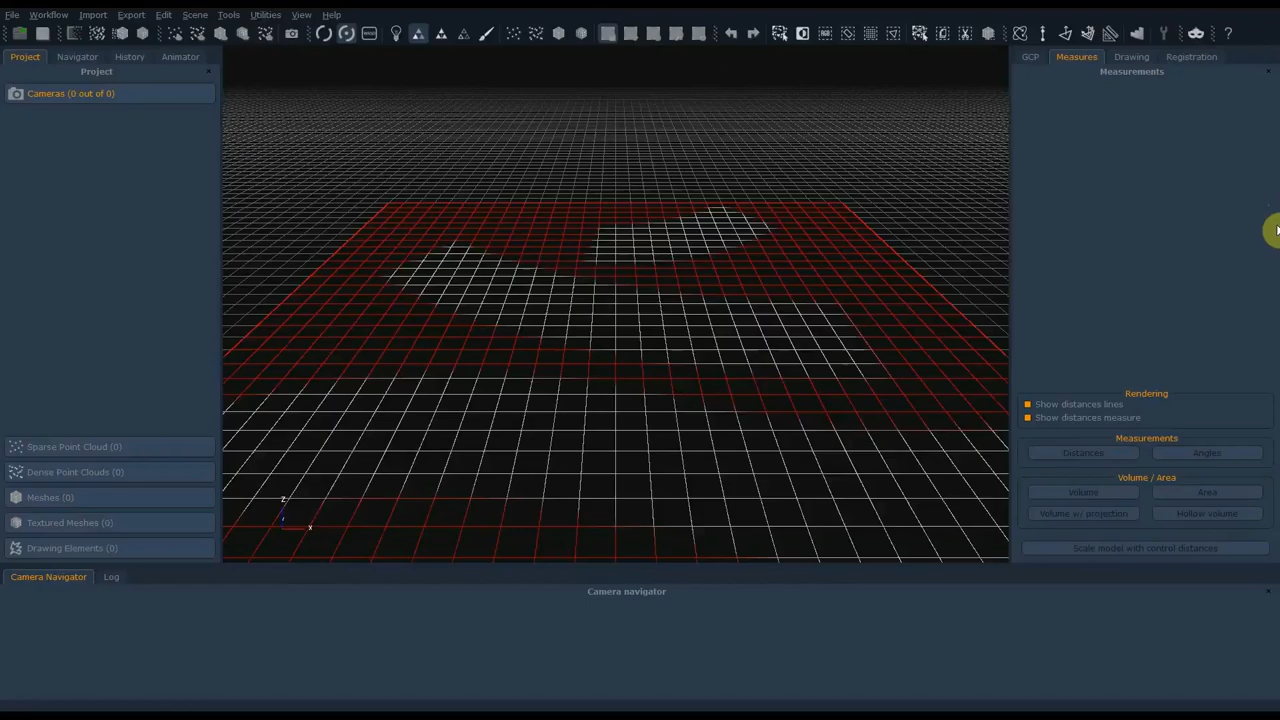 File Workflow Import Export Edit Scene Tools Utilities View Help
Project Navigator History Animator
Project
Cameras (0 out of 0)
Sparse Point Cloud (0)
Dense Point Clouds (0)
Meshes (0)
Textured Meshes (0)
Drawing Elements (0)
z
x
GCP Measures Drawing Registration
Measurements
Rendering
Show distances lines
Show distances measure
Measurements
Distances Angles
Volume / Area
Volume Area
Volume w/ projection Hollow volume
Scale model with control distances
Camera Navigator Log
Camera navigator